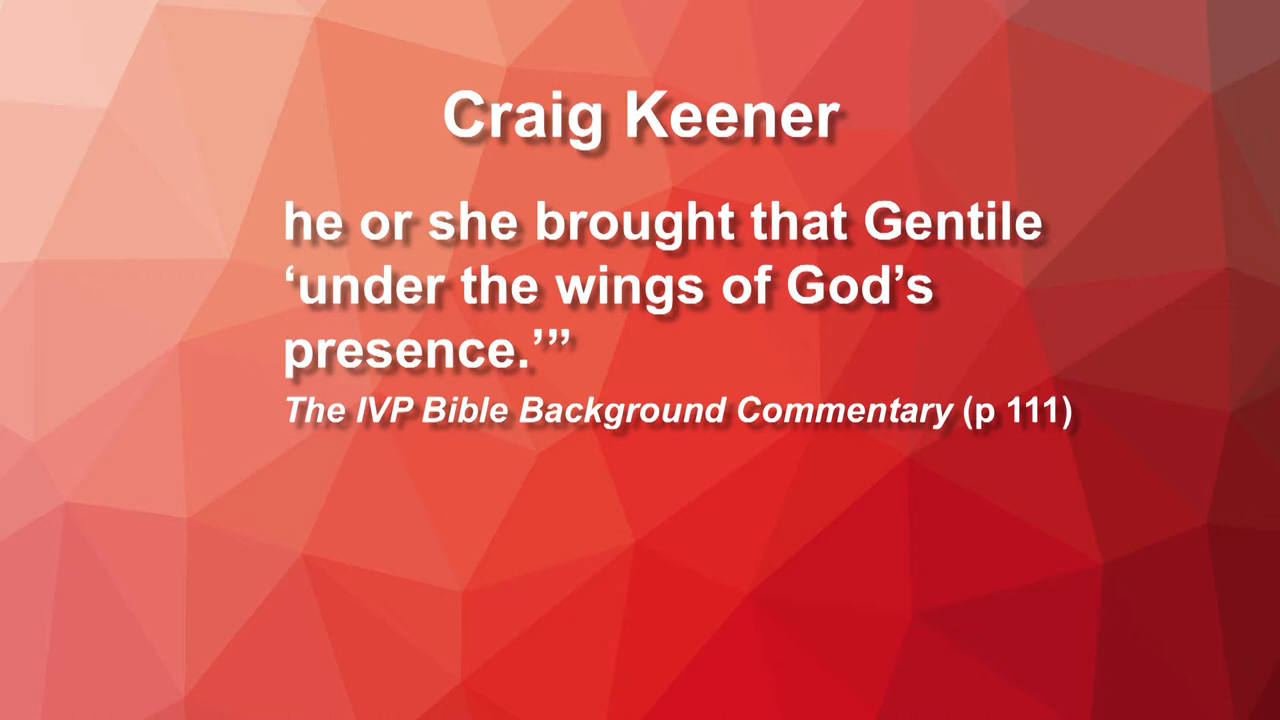 Craig Keener
he or she brought that Gentile
‘under the wings of God’s
presence.’”
The IVP Bible Background Commentary (p 111)